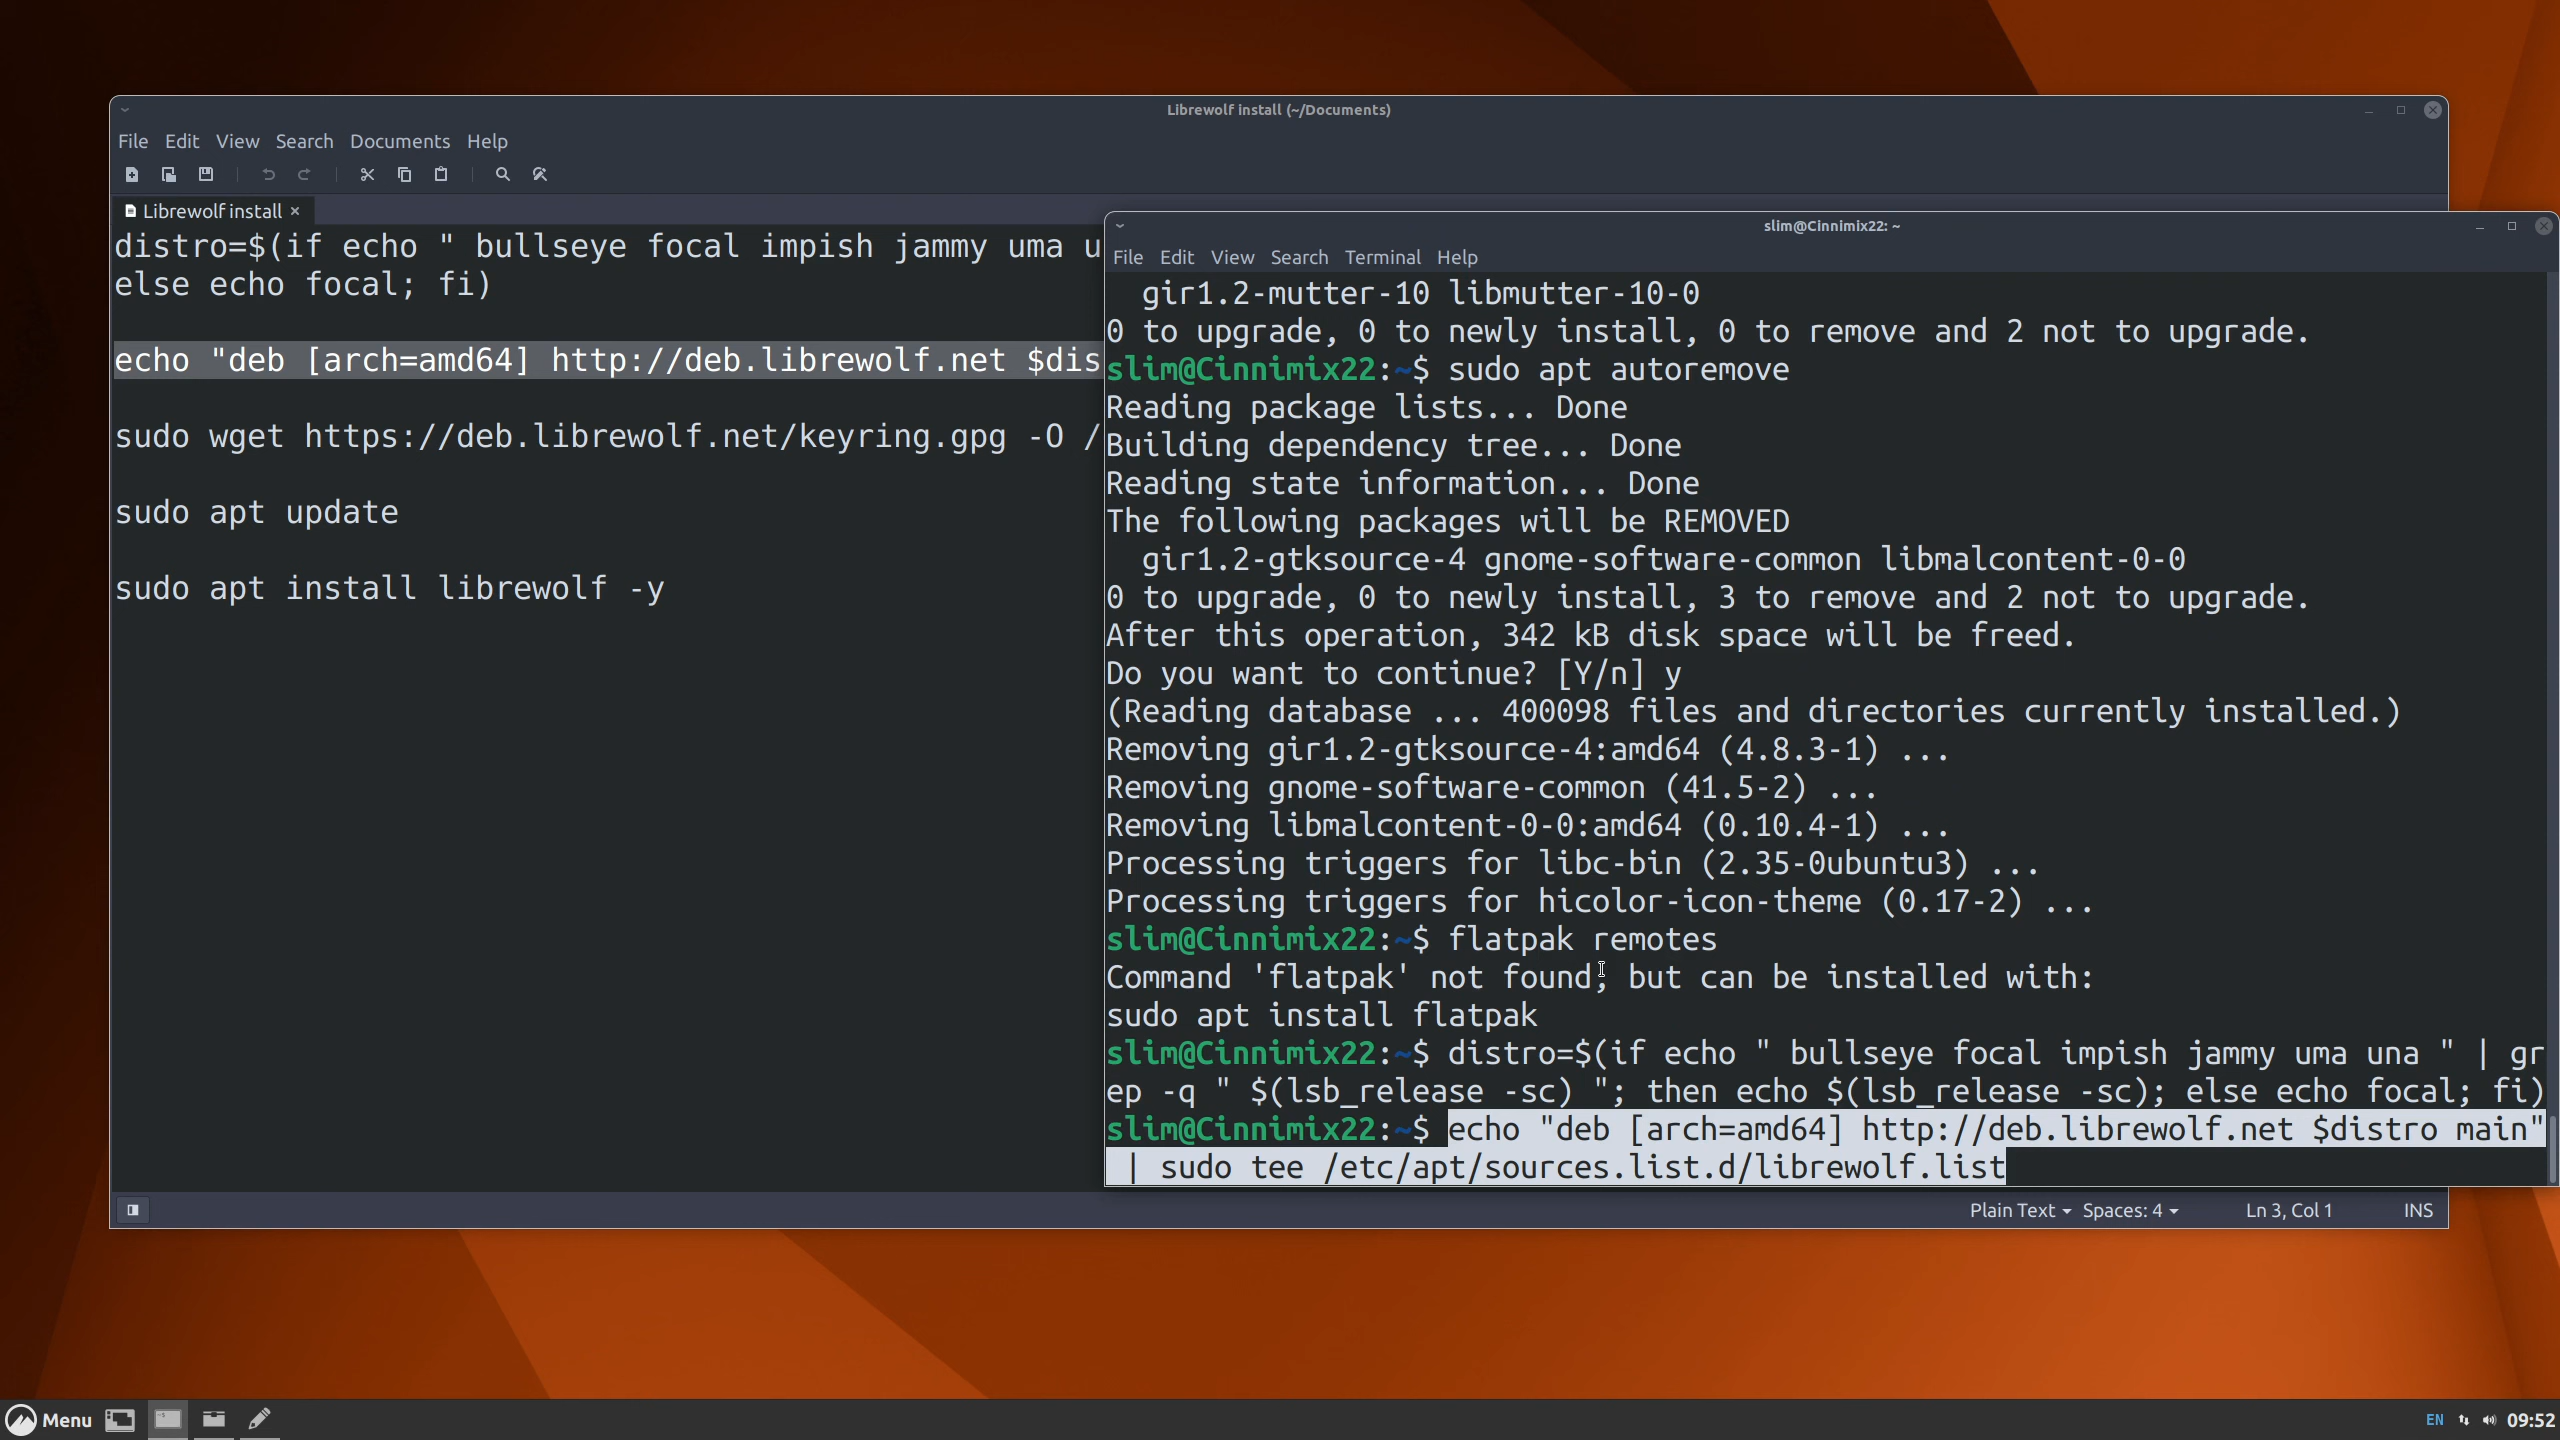 Librewolf install (~/Documents)
File Edit View Search Documents Help
Librewolf install
distro=$(if echo " bullseye focal impish jammy uma u
else echo focal; fi)
echo "deb [arch=amd64] http://deb.librewolf.net $dis
sudo wget https://deb.librewolf.net/keyring.gpg -O /
sudo apt update
sudo apt install librewolf -y
Plain Text Spaces: 4 Ln 3, Col 1 INS
slim@Cinnimix22: ~
File Edit View Search Terminal Help
gir1.2-mutter-10 libmutter-10-0
0 to upgrade, 0 to newly install, 0 to remove and 2 not to upgrade.
slim@Cinnimix22:~$ sudo apt autoremove
Reading package lists... Done
Building dependency tree... Done
Reading state information... Done
The following packages will be REMOVED
gir1.2-gtksource-4 gnome-software-common libmalcontent-0-0
0 to upgrade, 0 to newly install, 3 to remove and 2 not to upgrade.
After this operation, 342 kB disk space will be freed.
Do you want to continue? [Y/n] y
(Reading database ... 400098 files and directories currently installed.)
Removing gir1.2-gtksource-4:amd64 (4.8.3-1) ...
Removing gnome-software-common (41.5-2) ...
Removing libmalcontent-0-0:amd64 (0.10.4-1) ...
Processing triggers for libc-bin (2.35-0ubuntu3) ...
Processing triggers for hicolor-icon-theme (0.17-2) ...
slim@Cinnimix22:~$ flatpak remotes
Command 'flatpak' not found, but can be installed with:
sudo apt install flatpak
slim@Cinnimix22:~$ distro=$(if echo " bullseye focal impish jammy uma una " | gr
ep -q " $(lsb_release -sc) "; then echo $(lsb_release -sc); else echo focal; fi)
slim@Cinnimix22:~$ echo "deb [arch=amd64] http://deb.librewolf.net $distro main"
| sudo tee /etc/apt/sources.list.d/librewolf.list
Menu
EN 09:52